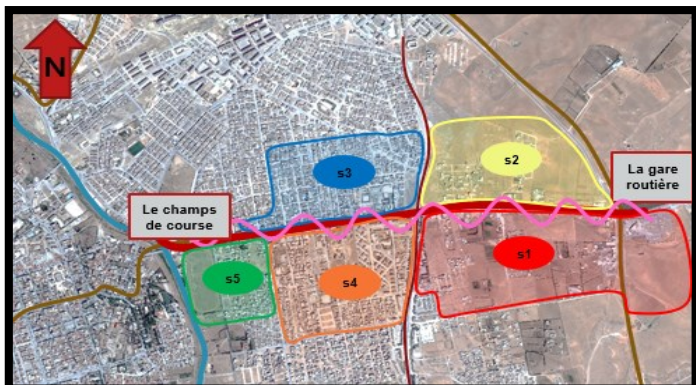 N
s3
s2
La gare
routière
Le champs
de course
s5
s4
s1